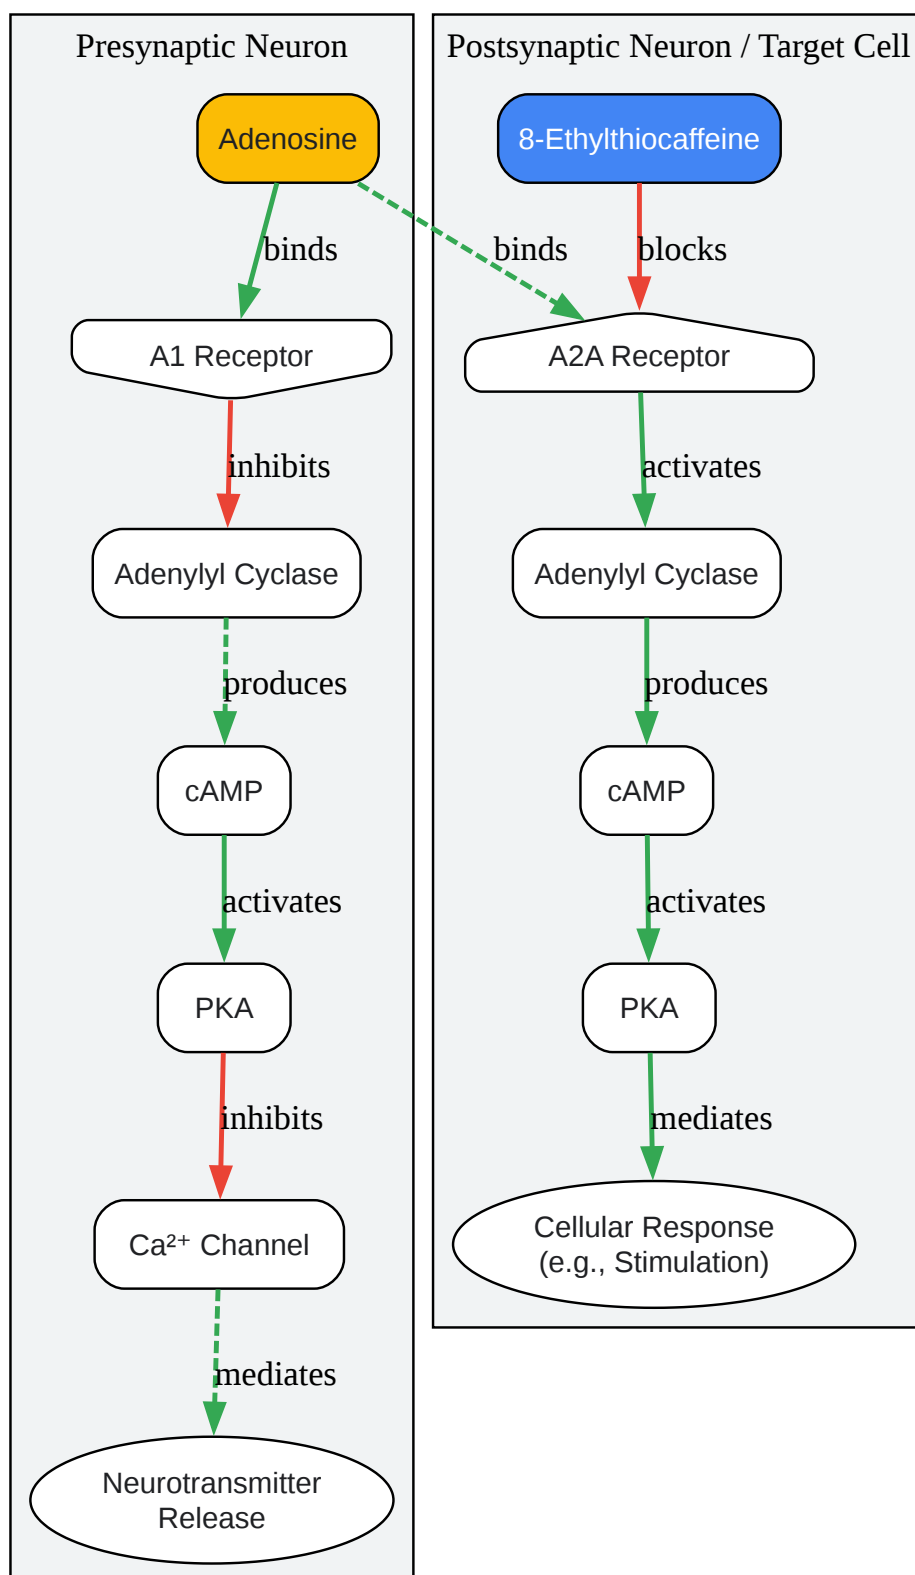 Presynaptic Neuron
Adenosine
binds
A1 Receptor
inhibits
Adenylyl Cyclase
produces
cAMP
activates
PKA
inhibits
Ca²⁺ Channel
mediates
Neurotransmitter
Release
Postsynaptic Neuron / Target Cell
8-Ethylthiocaffeine
binds
blocks
A2A Receptor
activates
Adenylyl Cyclase
produces
cAMP
activates
PKA
mediates
Cellular Response
(e.g., Stimulation)